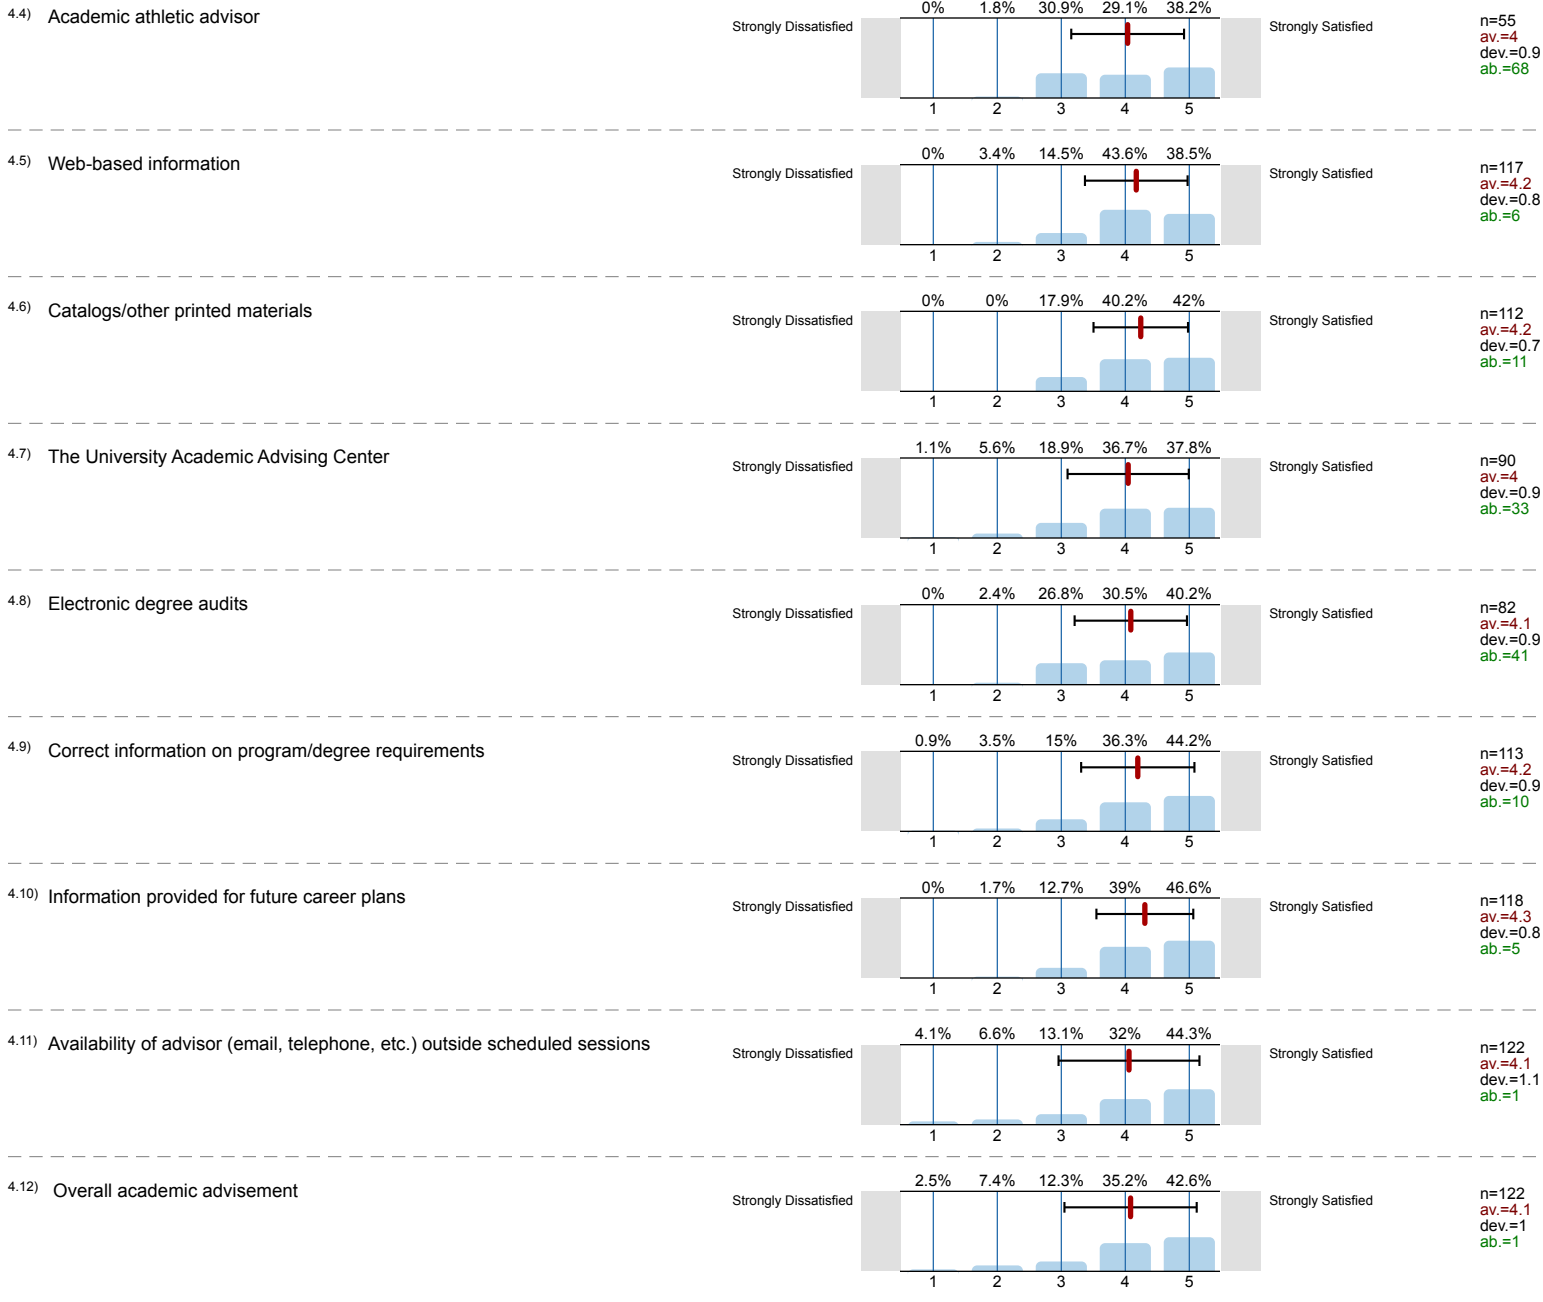 4.4) Academic athletic advisor
0% 1.8% 30.9% 29.1% 38.2%
Strongly Dissatisfied Strongly Satisfied
1 2 3 4 5
n=55
av.=4
dev.=0.9
ab.=68
4.5) Web-based information
0% 3.4% 14.5% 43.6% 38.5%
Strongly Dissatisfied Strongly Satisfied
1 2 3 4 5
n=117
av.=4.2
dev.=0.8
ab.=6
4.6) Catalogs/other printed materials
0% 0% 17.9% 40.2% 42%
Strongly Dissatisfied Strongly Satisfied
1 2 3 4 5
n=112
av.=4.2
dev.=0.7
ab.=11
4.7) The University Academic Advising Center
1.1% 5.6% 18.9% 36.7% 37.8%
Strongly Dissatisfied Strongly Satisfied
1 2 3 4 5
n=90
av.=4
dev.=0.9
ab.=33
4.8) Electronic degree audits
0% 2.4% 26.8% 30.5% 40.2%
Strongly Dissatisfied Strongly Satisfied
1 2 3 4 5
n=82
av.=4.1
dev.=0.9
ab.=41
4.9) Correct information on program/degree requirements
0.9% 3.5% 15% 36.3% 44.2%
Strongly Dissatisfied Strongly Satisfied
1 2 3 4 5
n=113
av.=4.2
dev.=0.9
ab.=10
4.10) Information provided for future career plans
0% 1.7% 12.7% 39% 46.6%
Strongly Dissatisfied Strongly Satisfied
1 2 3 4 5
n=118
av.=4.3
dev.=0.8
ab.=5
4.11) Availability of advisor (email, telephone, etc.) outside scheduled sessions
4.1% 6.6% 13.1% 32% 44.3%
Strongly Dissatisfied Strongly Satisfied
1 2 3 4 5
n=122
av.=4.1
dev.=1.1
ab.=1
4.12) Overall academic advisement
2.5% 7.4% 12.3% 35.2% 42.6%
Strongly Dissatisfied Strongly Satisfied
1 2 3 4 5
n=122
av.=4.1
dev.=1
ab.=1